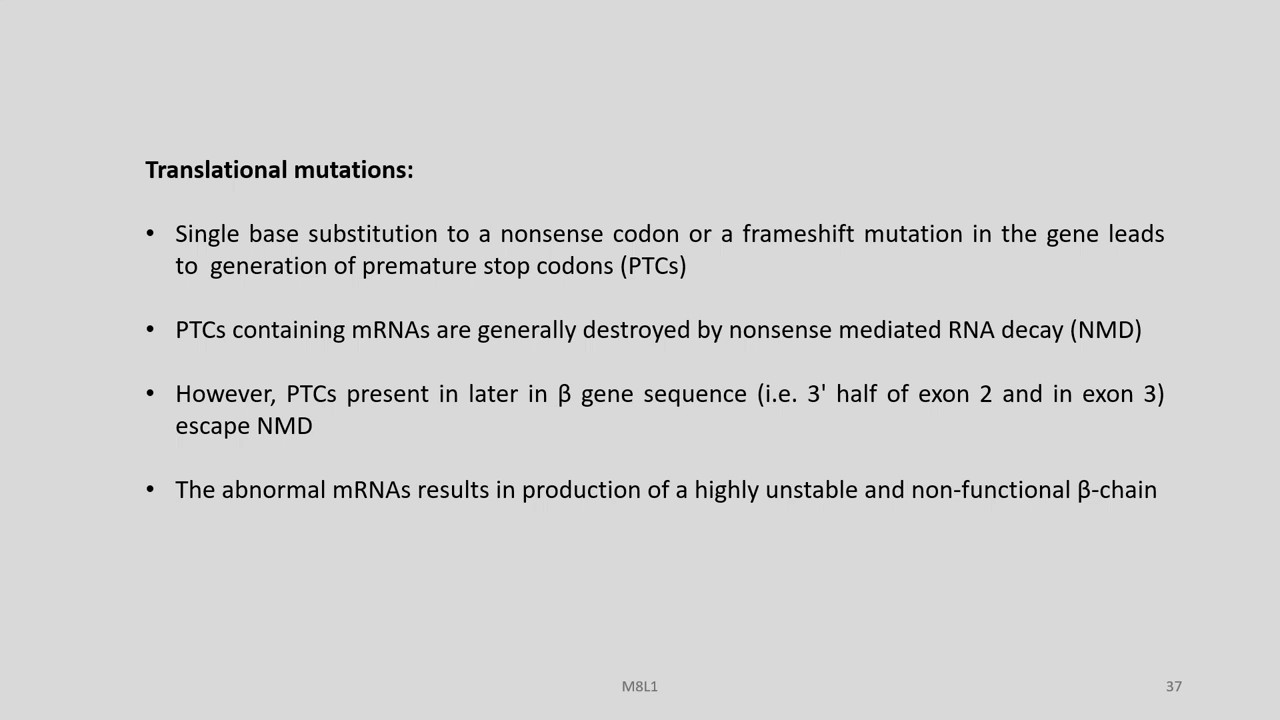 Translational mutations:
• Single base substitution to a nonsense codon or a frameshift mutation in the gene leads
to  generation of premature stop codons (PTCs)
• PTCs containing mRNAs are generally destroyed by nonsense mediated RNA decay (NMD)
• However, PTCs present in later in β gene sequence (i.e. 3' half of exon 2 and in exon 3)
escape NMD
• The abnormal mRNAs results in production of a highly unstable and non-functional β-chain
M8L1
37